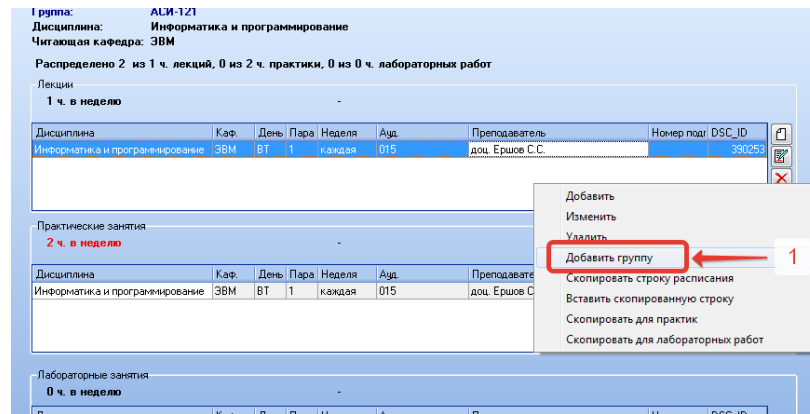 Группа: АСИ-121
Дисциплина: Информатика и программирование
Читающая кафедра: ЭВМ
Распределено 2 из 1 ч. лекций, 0 из 2 ч. практики, 0 из 0 ч. лабораторных работ
Лекции
1 ч. в неделю -
Дисциплина Каф. День Пара Неделя Ауд. Преподаватель Номер подг DSC_ID
Информатика и программирование ЭВМ ВТ 1 каждая 015 доц. Ершов С.С. 390253
Добавить
Изменить
Удалить
Добавить группу 1
Скопировать строку расписания
Вставить скопированную строку
Скопировать для практик
Скопировать для лабораторных работ
Практические занятия
2 ч. в неделю -
Дисциплина Каф. День Пара Неделя Ауд. Преподавате
Информатика и программирование ЭВМ ВТ 1 каждая 015 доц. Ершов С
Лабораторные занятия
0 ч. в неделю -